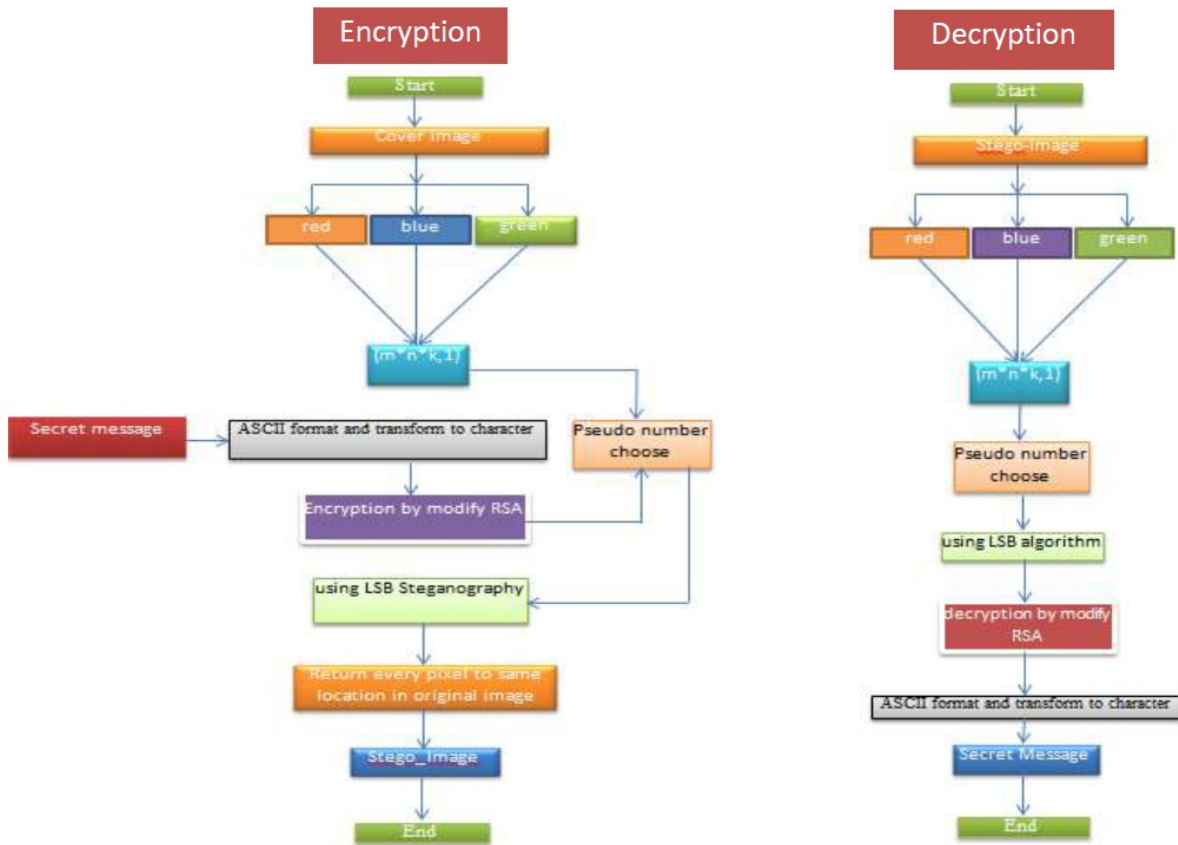 Encryption
Start
Cover image
red
blue
green
(m*n*k,1)
Secret message
ASCII format and transform to character
Pseudo number
choose
Encryption by modify RSA
using LSB Steganography
Return every pixel to same
location in original image
Stego_Image
End
Decryption
Start
Stego-image
red
blue
green
(m*n*k,1)
Pseudo number
choose
using LSB algorithm
decryption by modify
RSA
ASCII format and transform to character
Secret Message
End